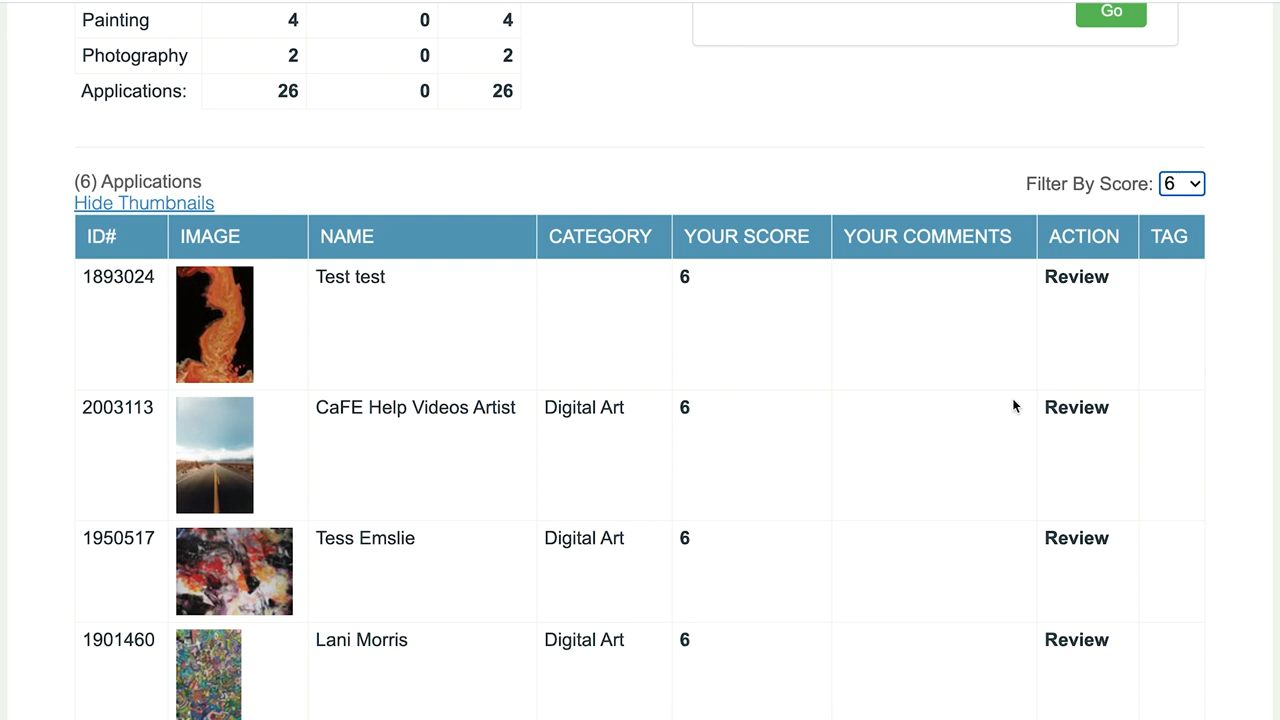 Painting 4 0 4
Go
Photography 2 0 2
Applications: 26 0 26
(6) Applications
Filter By Score: 6
Hide Thumbnails
ID# IMAGE NAME CATEGORY YOUR SCORE YOUR COMMENTS ACTION TAG
1893024 Test test 6 Review
2003113 CaFE Help Videos Artist Digital Art 6 Review
1950517 Tess Emslie Digital Art 6 Review
1901460 Lani Morris Digital Art 6 Review